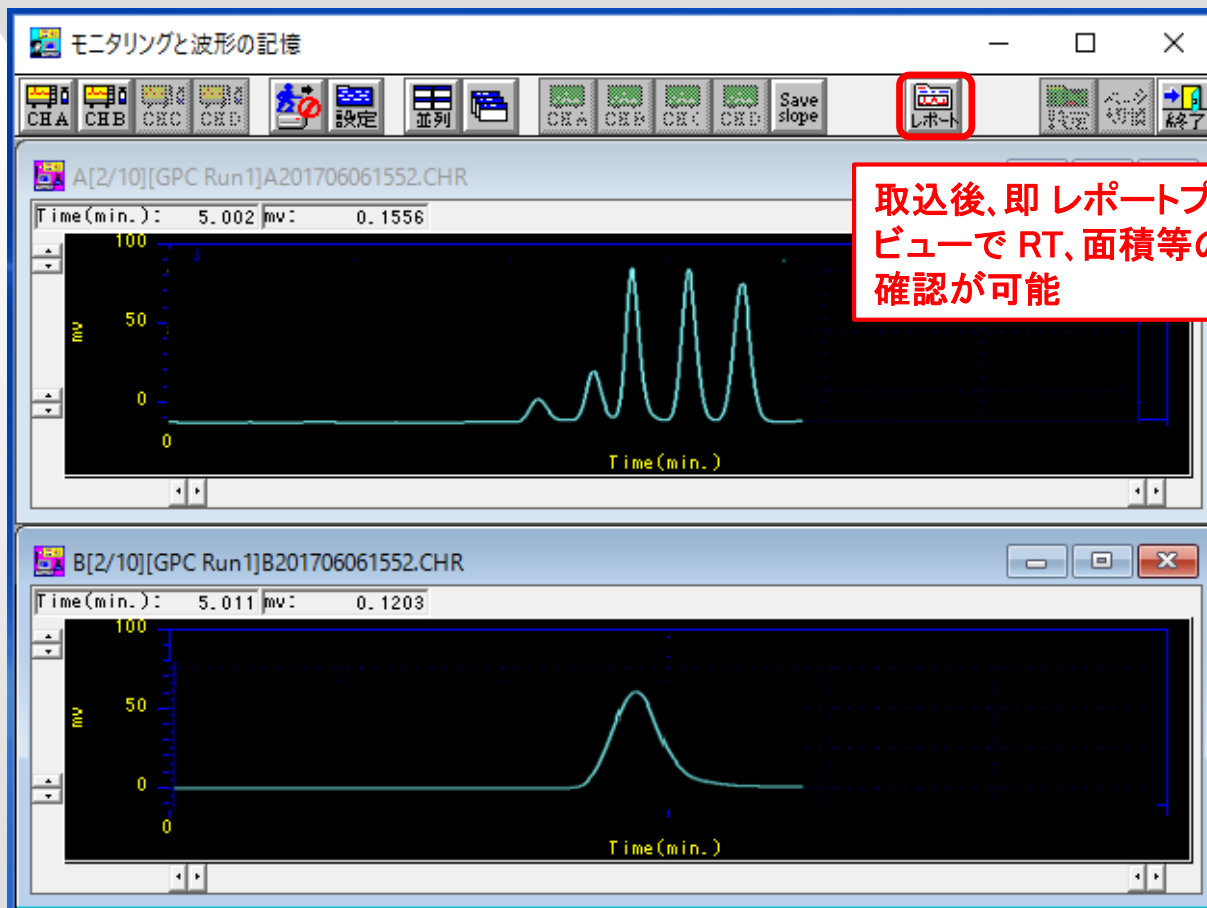 モニタリングと波形の記憶
CHA CHB CHC CHD 設定 並列 CHA CHB CHC CHD Save slope レポート 終了
A[2/10][GPC Run1]A201706061552.CHR
Time(min.): 5.002 mv: 0.1556
取込後、即 レポートプ
ビューで RT、面積等の
確認が可能
100
50
mv
0
0
Time(min.)
B[2/10][GPC Run1]B201706061552.CHR
Time(min.): 5.011 mv: 0.1203
100
50
mv
0
0
Time(min.)